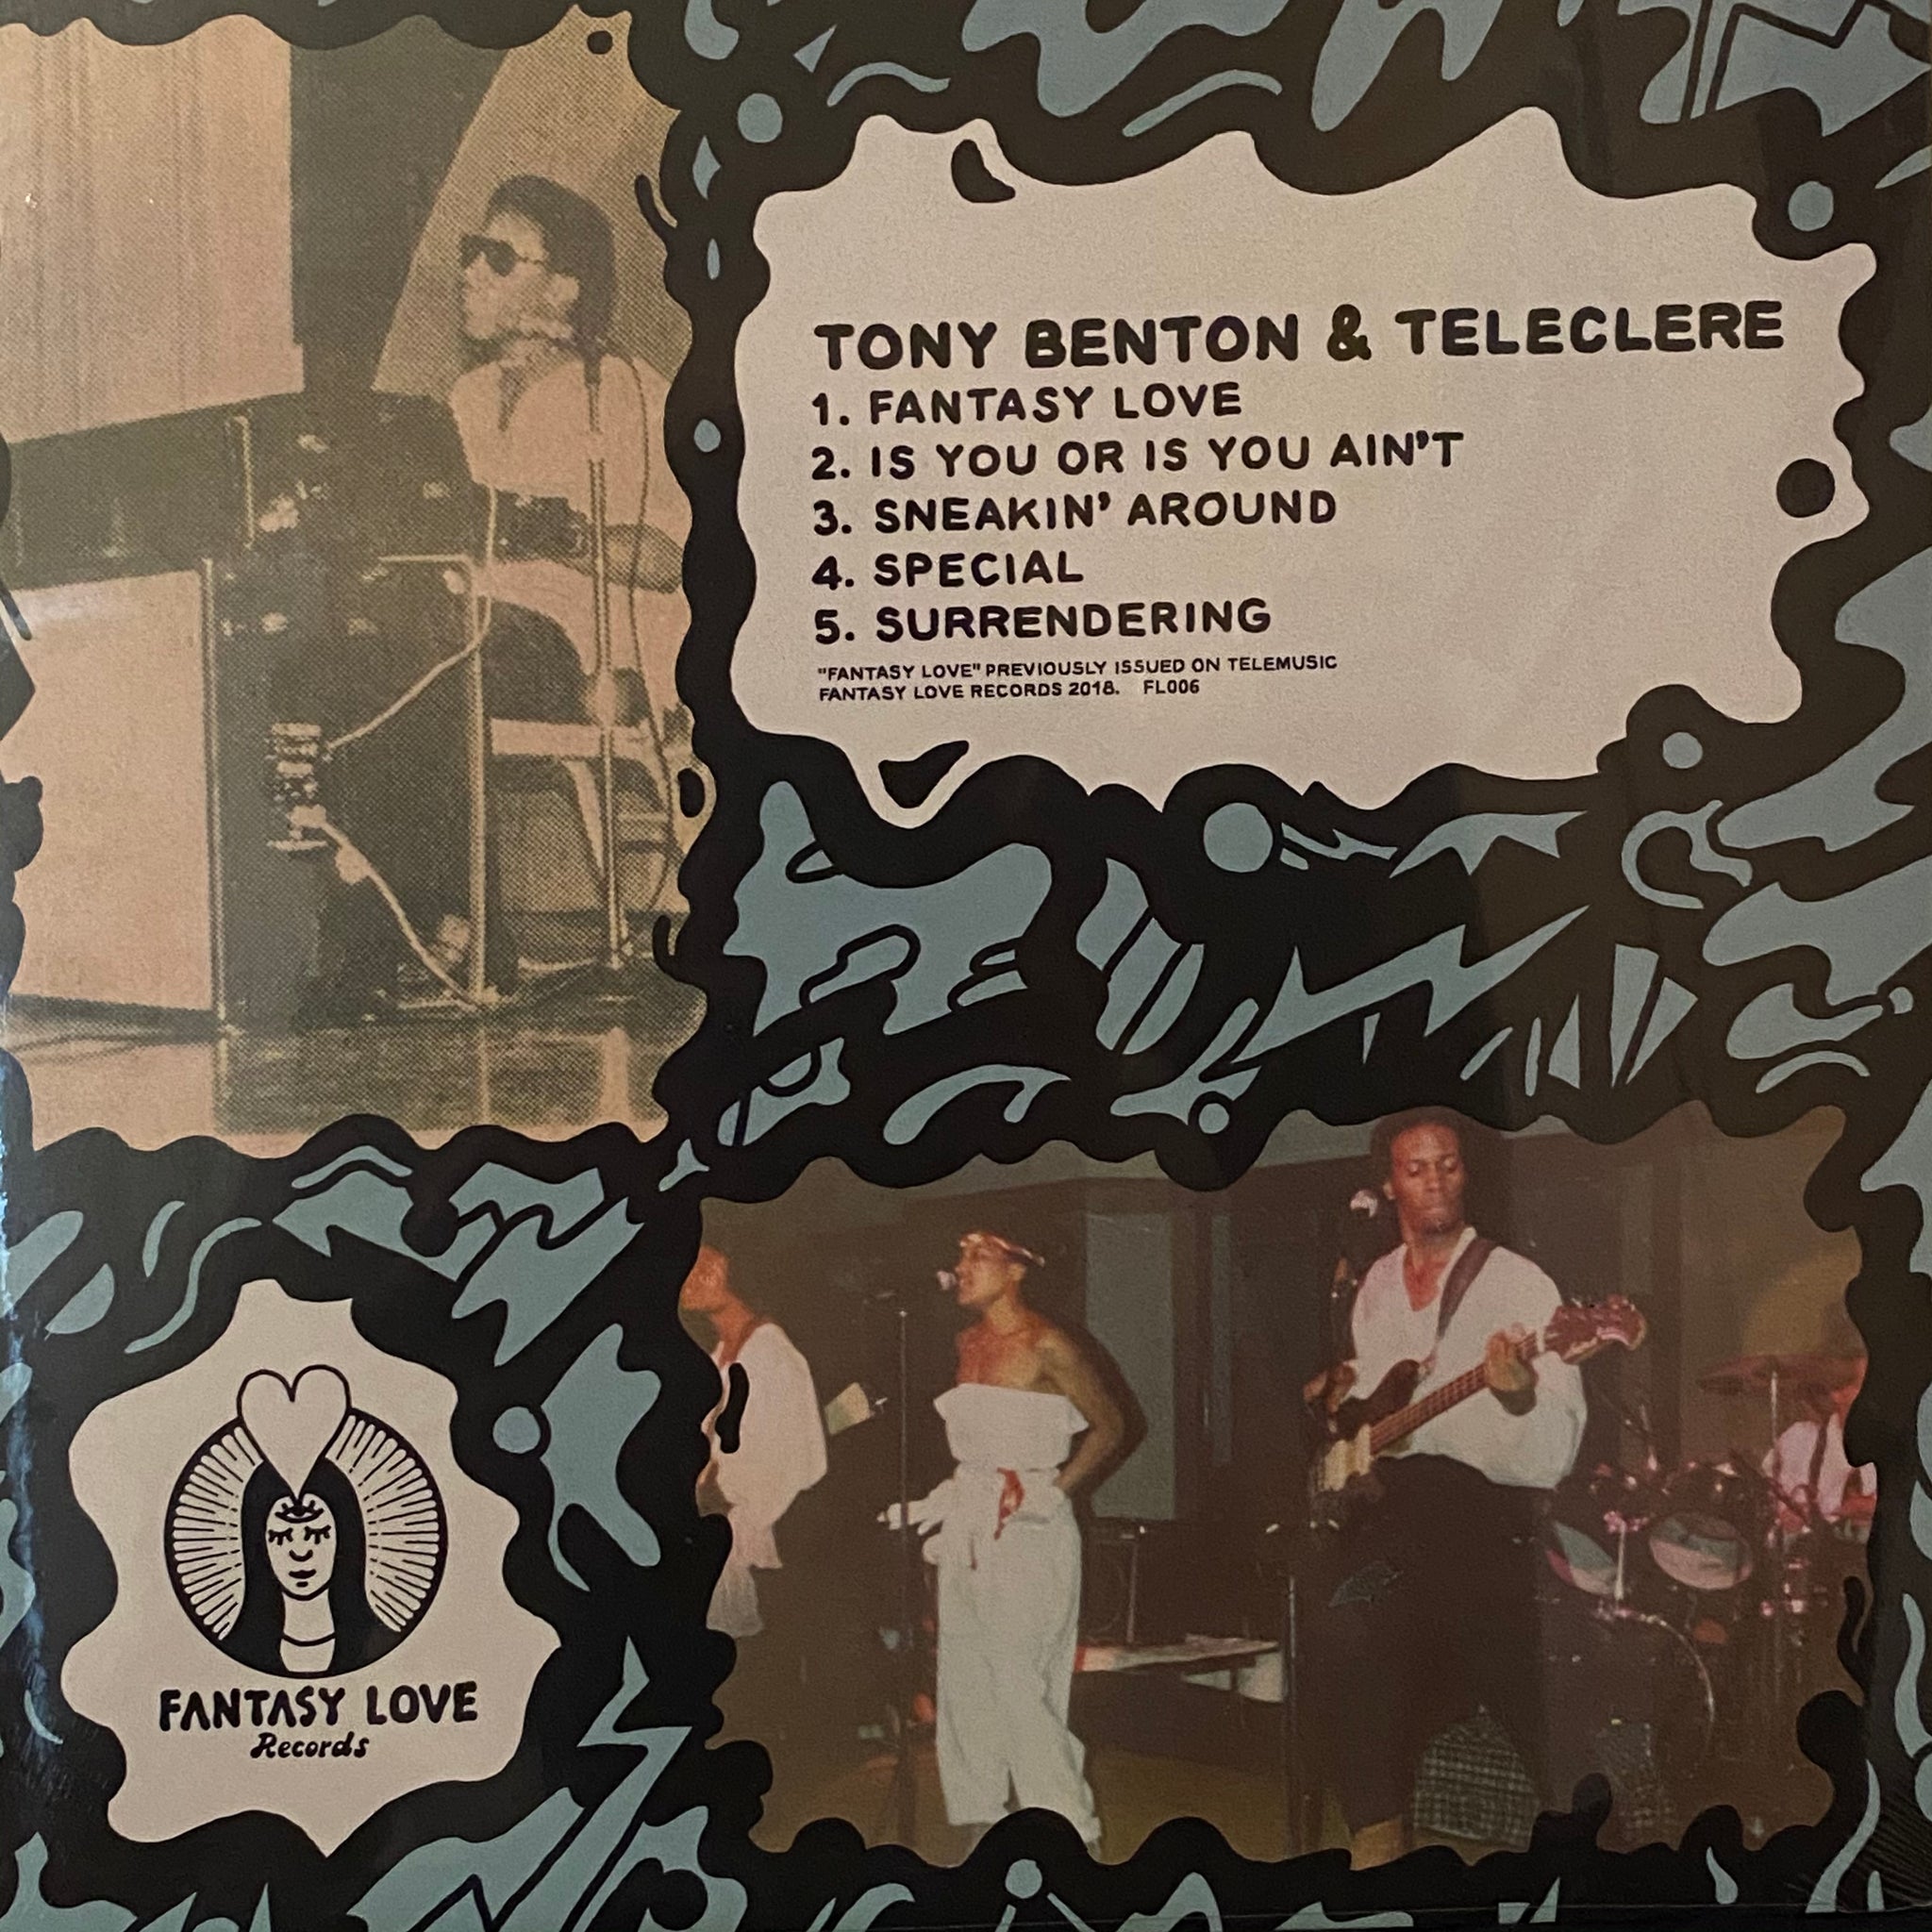 TONY BENTON & TELECLERE
1. FANTASY LOVE
2. IS YOU OR IS YOU AIN'T
3. SNEAKIN' AROUND
4. SPECIAL
5. SURRENDERING
"FANTASY LOVE" PREVIOUSLY ISSUED ON TELEMUSIC
FANTASY LOVE RECORDS 2018. FL006
FANTASY LOVE
Records